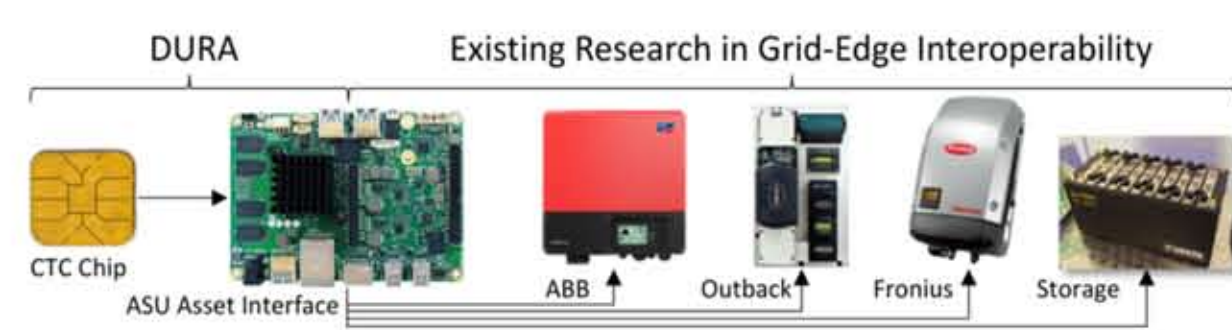 DURA
Existing Research in Grid-Edge Interoperability
CTC Chip
ASU Asset Interface
ABB
Outback
Fronius
Storage